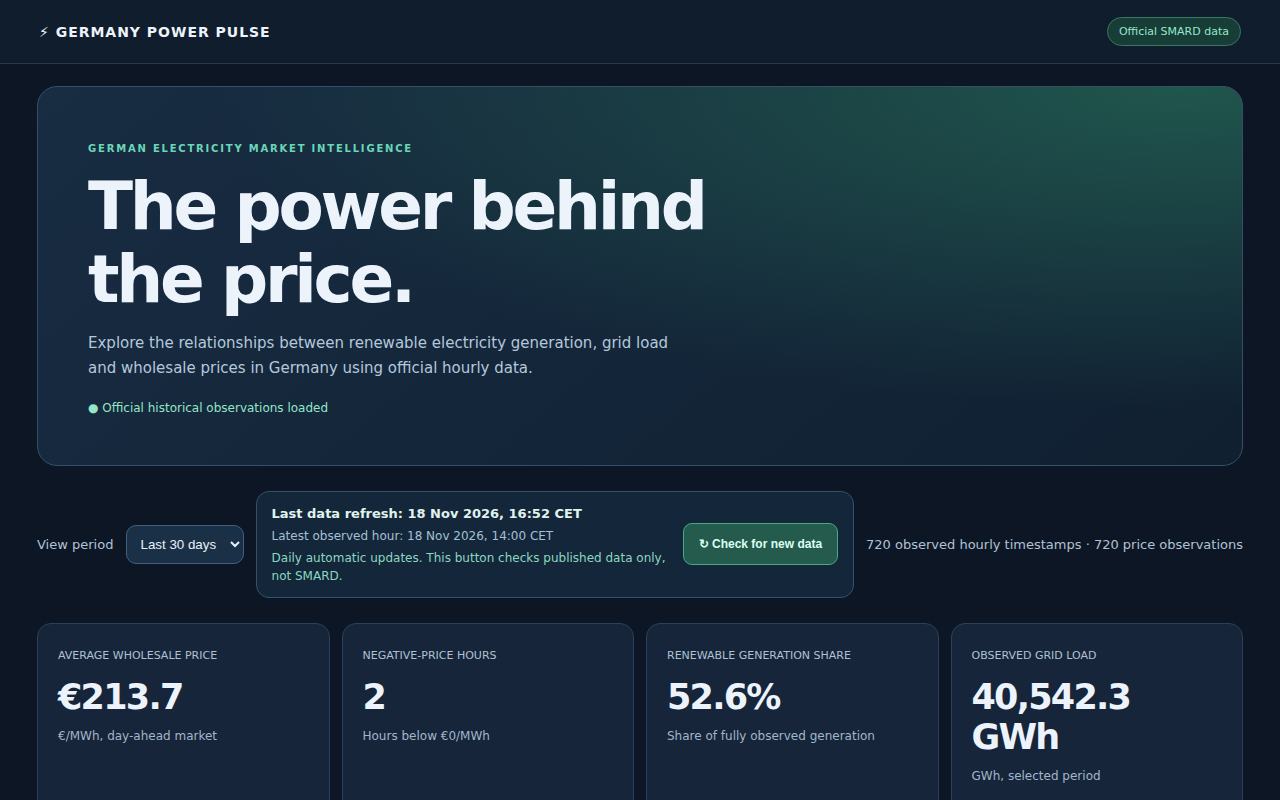 ⚡ GERMANY POWER PULSE
Official SMARD data
GERMAN ELECTRICITY MARKET INTELLIGENCE
The power behind
the price.
Explore the relationships between renewable electricity generation, grid load
and wholesale prices in Germany using official hourly data.
● Official historical observations loaded
View period
Last 30 days
Last data refresh: 18 Nov 2026, 16:52 CET
Latest observed hour: 18 Nov 2026, 14:00 CET
Daily automatic updates. This button checks published data only,
not SMARD.
↻ Check for new data
720 observed hourly timestamps · 720 price observations
AVERAGE WHOLESALE PRICE
€213.7
€/MWh, day-ahead market
NEGATIVE-PRICE HOURS
2
Hours below €0/MWh
RENEWABLE GENERATION SHARE
52.6%
Share of fully observed generation
OBSERVED GRID LOAD
40,542.3
GWh
GWh, selected period